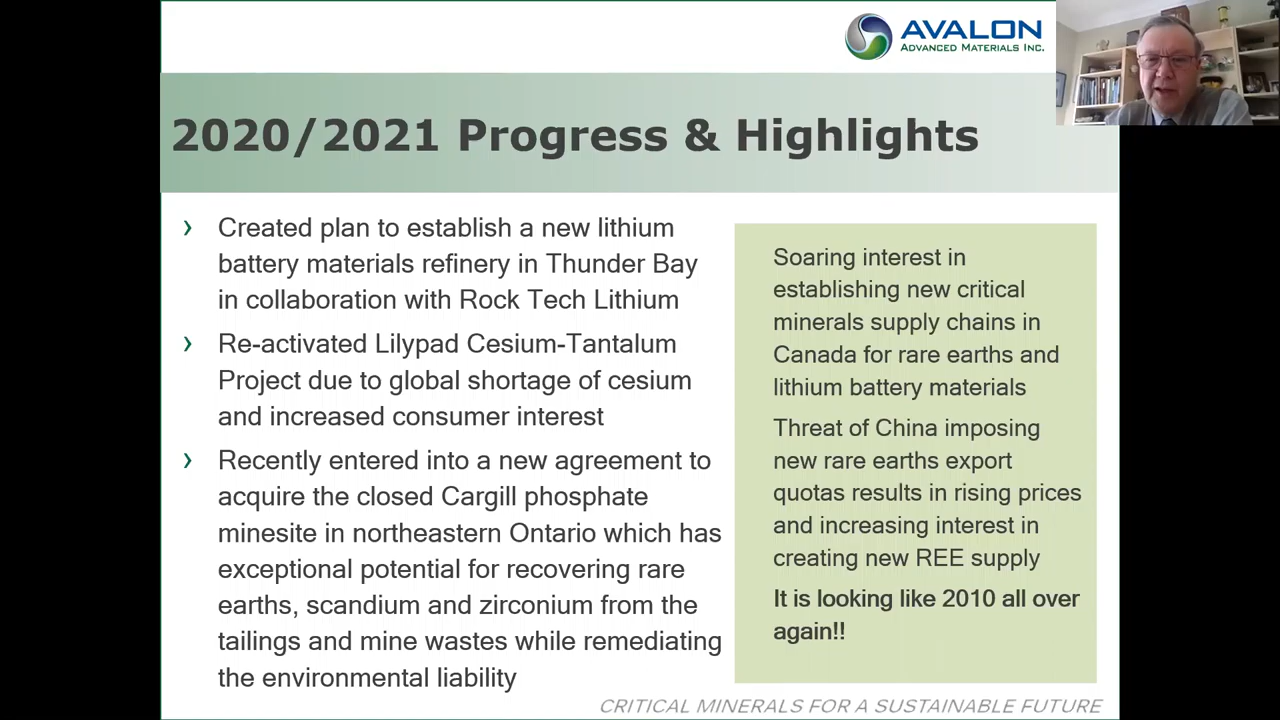 AVALON
ADVANCED MATERIALS INC.
2020/2021 Progress & Highlights
› Created plan to establish a new lithium
battery materials refinery in Thunder Bay
in collaboration with Rock Tech Lithium
› Re-activated Lilypad Cesium-Tantalum
Project due to global shortage of cesium
and increased consumer interest
› Recently entered into a new agreement to
acquire the closed Cargill phosphate
minesite in northeastern Ontario which has
exceptional potential for recovering rare
earths, scandium and zirconium from the
tailings and mine wastes while remediating
the environmental liability
Soaring interest in
establishing new critical
minerals supply chains in
Canada for rare earths and
lithium battery materials
Threat of China imposing
new rare earths export
quotas results in rising prices
and increasing interest in
creating new REE supply
It is looking like 2010 all over
again!!
CRITICAL MINERALS FOR A SUSTAINABLE FUTURE